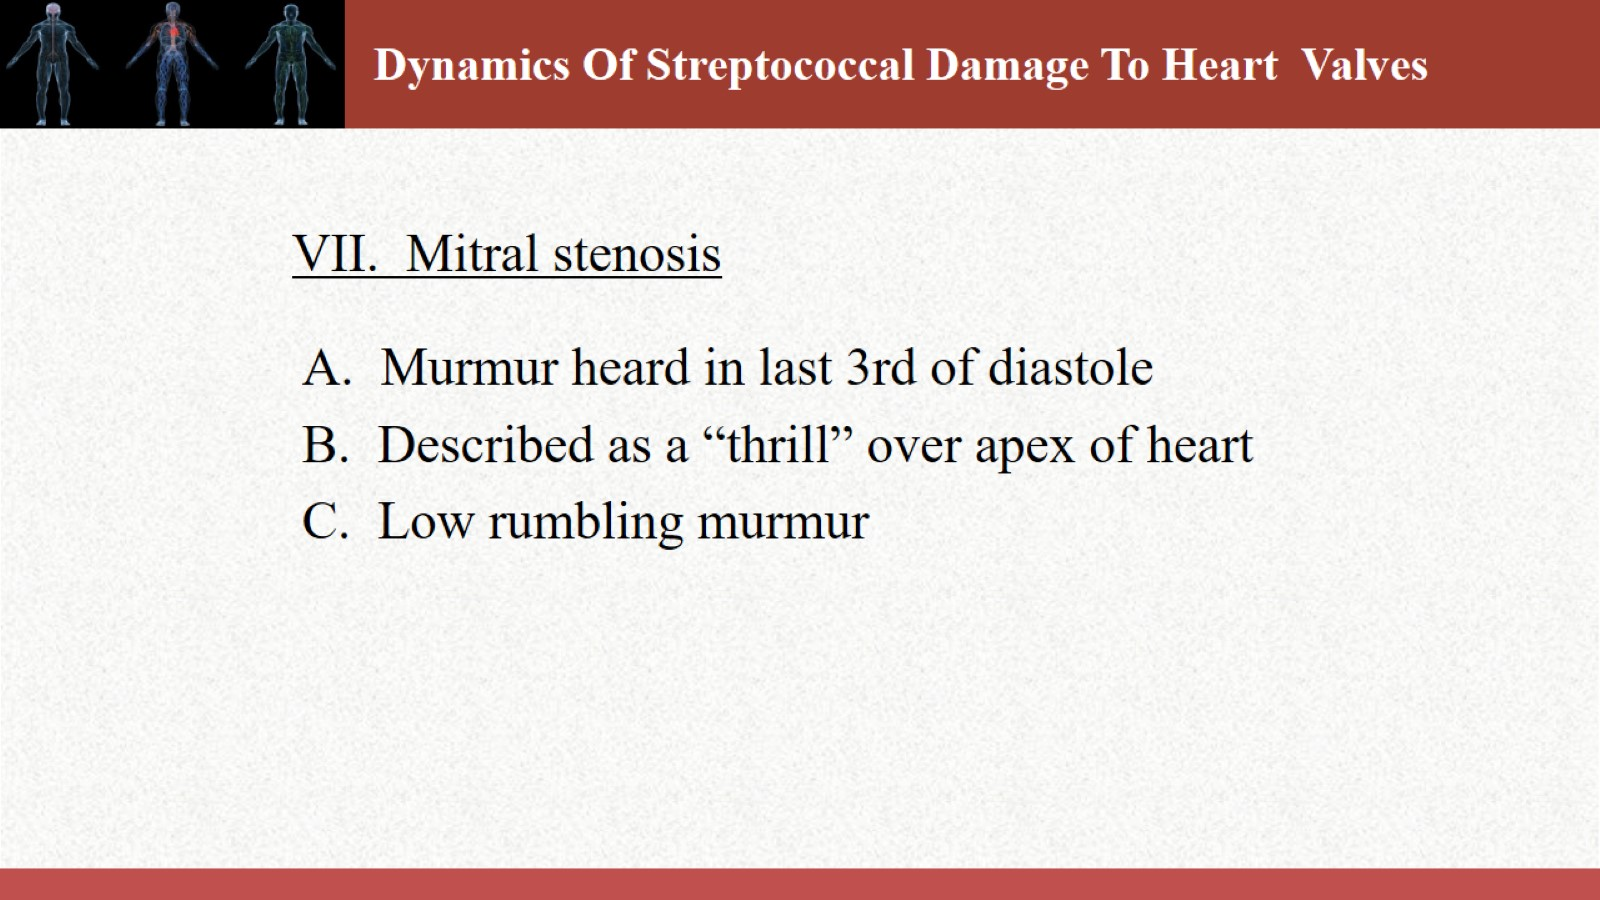 Dynamics Of Streptococcal Damage To Heart  Valves
VII.  Mitral stenosis
A.  Murmur heard in last 3rd of diastole
B.  Described as a “thrill” over apex of heart
C.  Low rumbling murmur